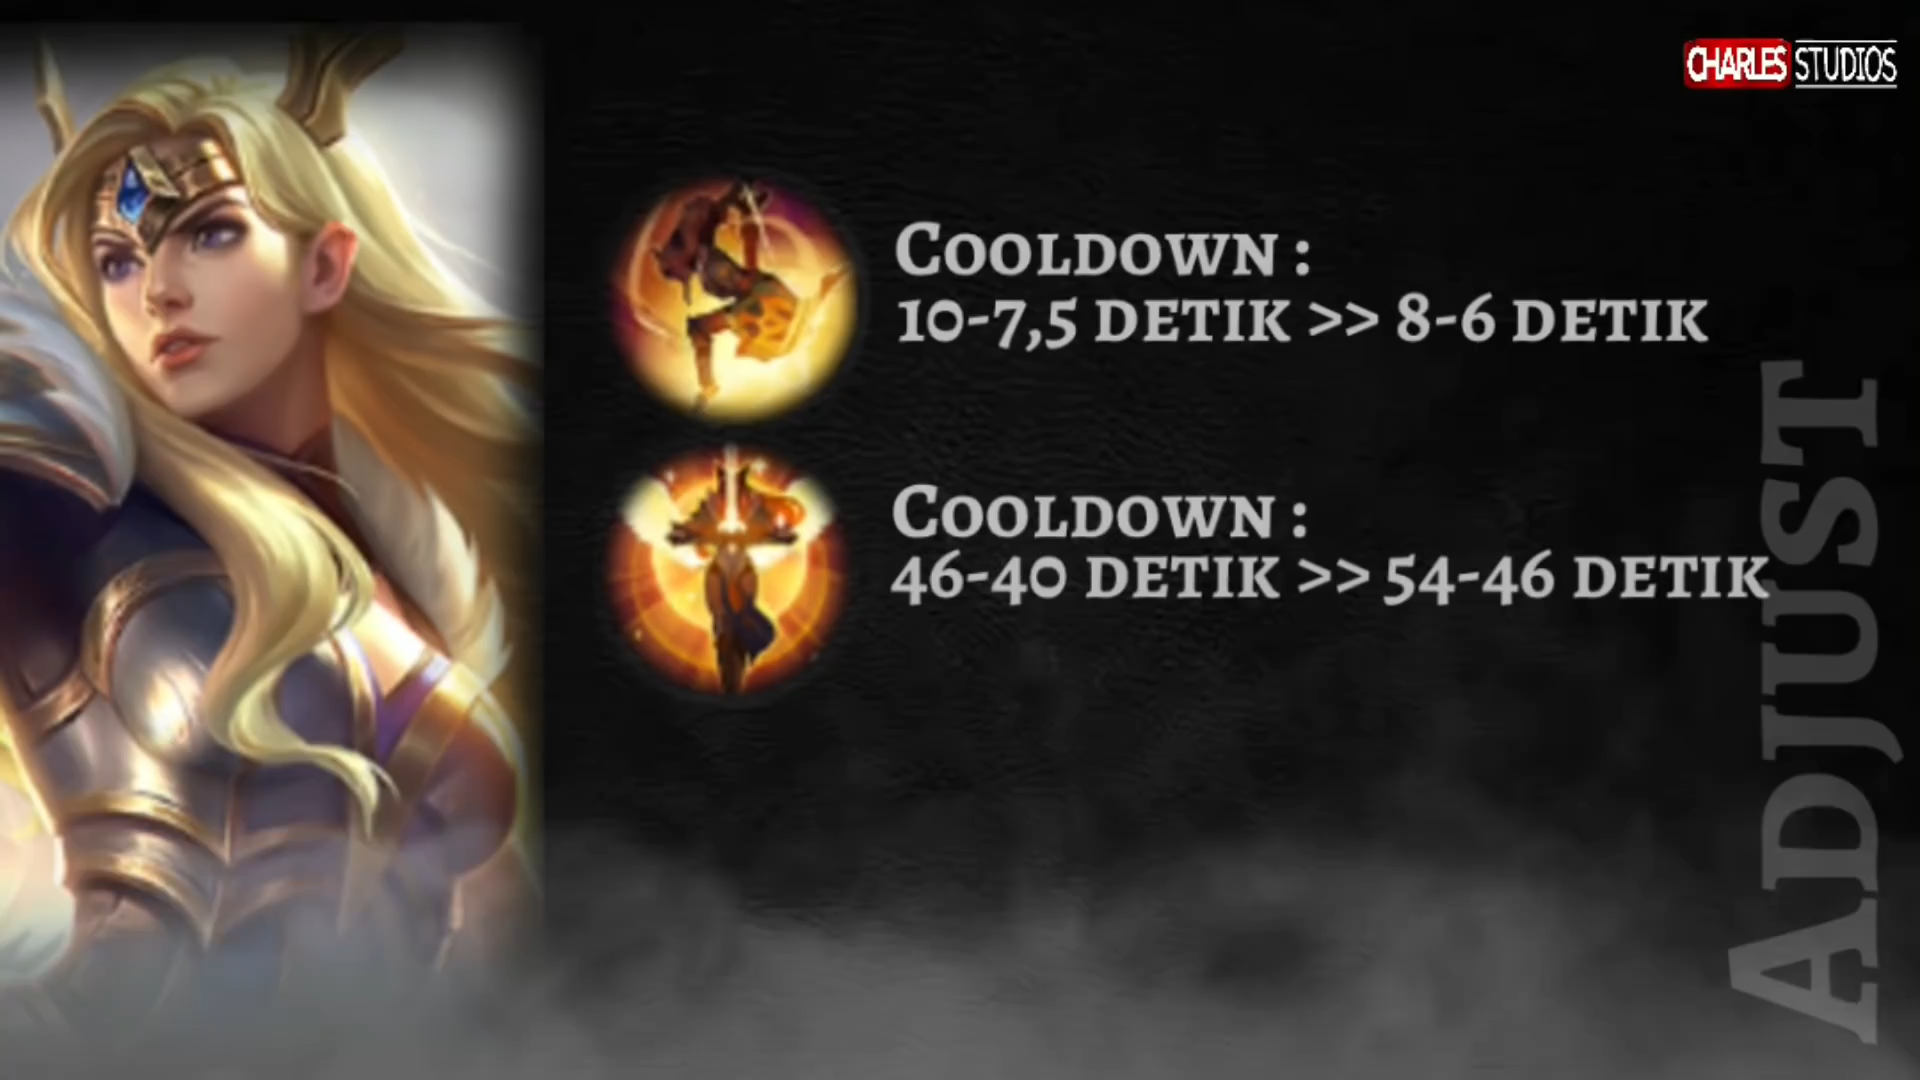 CHARLES STUDIOS
COOLDOWN :
10-7,5 DETIK >> 8-6 DETIK
COOLDOWN :
46-40 DETIK >> 54-46 DETIK
ADJUST